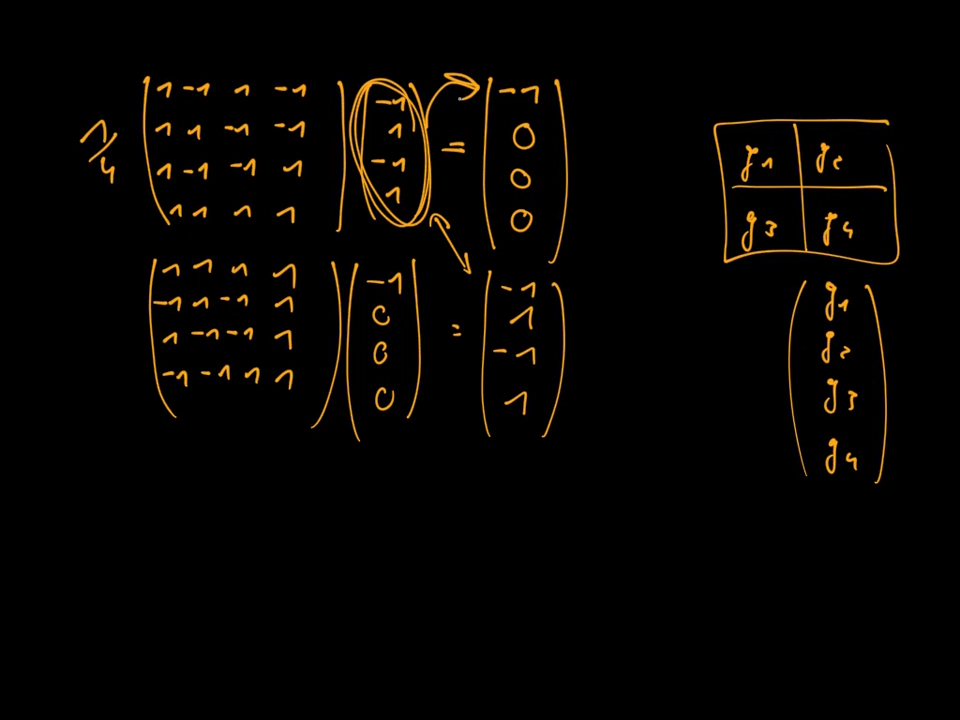 1/4 ( 1 -1 1 -1 ) ( -1 ) = ( -1 )
( 1 1 -1 -1 ) ( 1 ) ( 0 )
( 1 -1 -1 1 ) ( -1 ) ( 0 )
( 1 1 1 1 ) ( 1 ) ( 0 )
( 1 1 1 1 ) ( -1 ) = ( -1 )
( -1 1 -1 1 ) ( 0 ) ( 1 )
( 1 -1 -1 1 ) ( 0 ) ( -1 )
( -1 -1 1 1 ) ( 0 ) ( 1 )
g1 g2
g3 g4
g1
g2
g3
g4